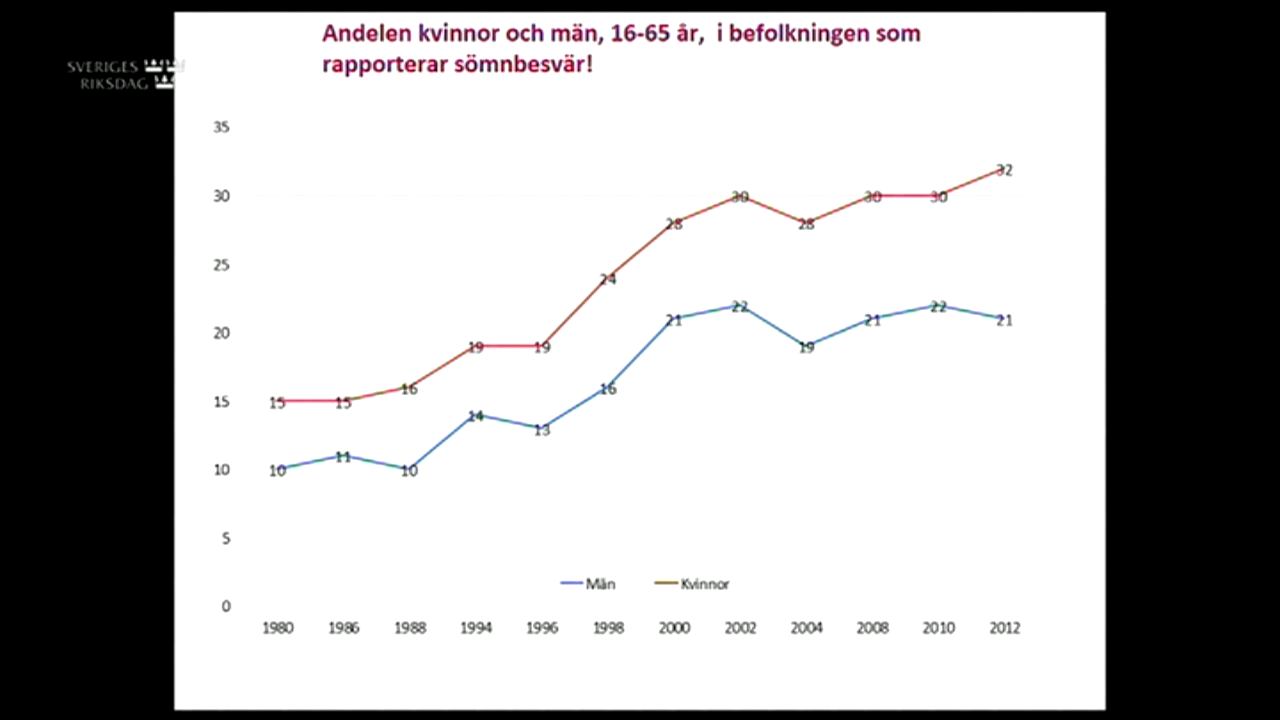 Andelen kvinnor och män, 16-65 år, i befolkningen som
rapporterar sömnbesvär!
SVERIGES
RIKSDAG
35
30
25
20
15
10
5
0
15 15 16 19 19 24 28 30 28 30 30 32
10 11 10 14 13 16 21 22 19 21 22 21
Män Kvinnor
1980 1986 1988 1994 1996 1998 2000 2002 2004 2008 2010 2012